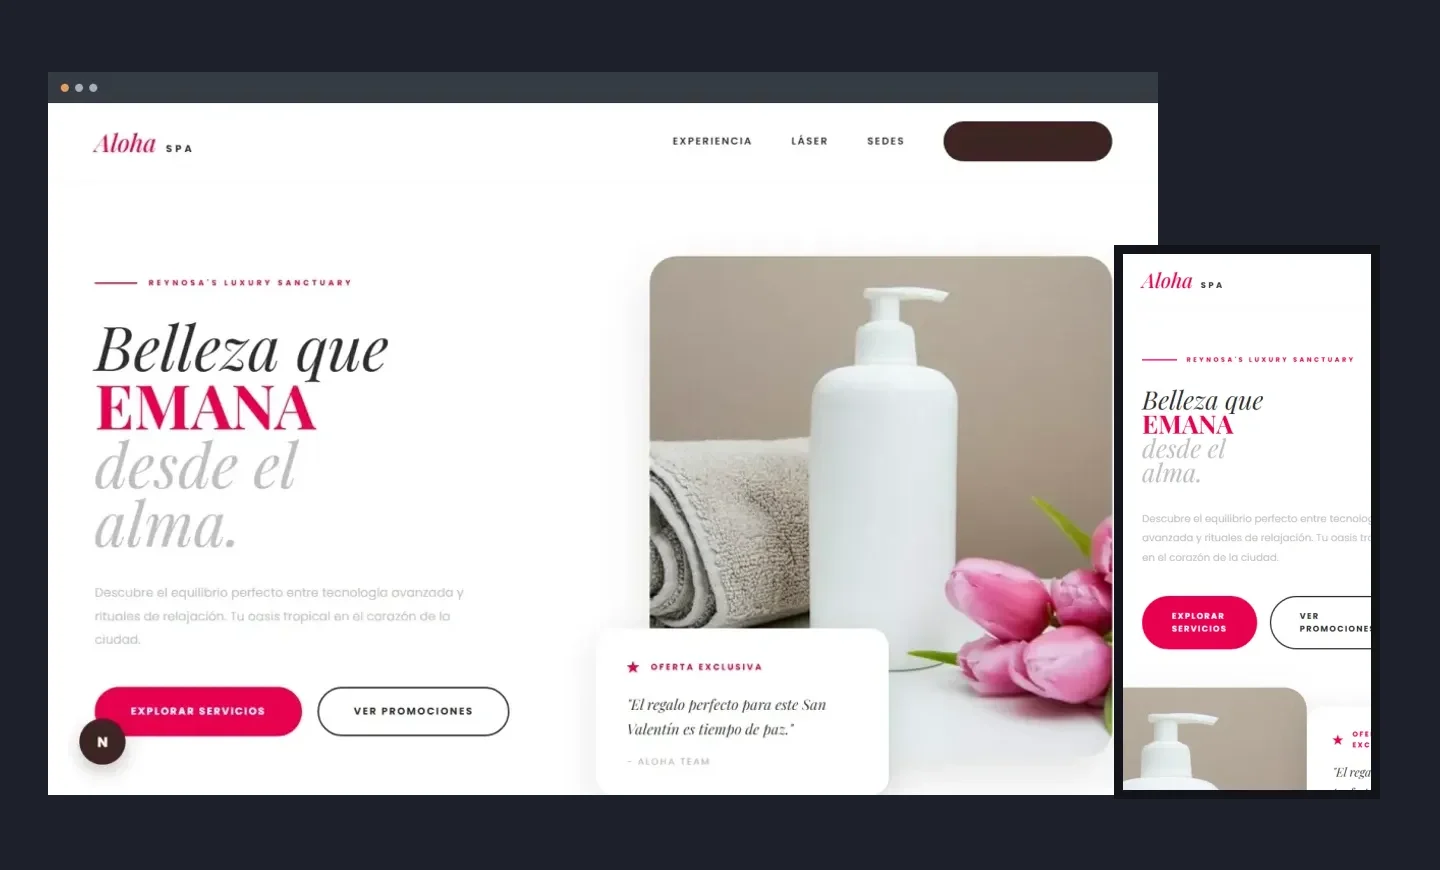 Aloha SPA
EXPERIENCIA LÁSER SEDES
REYNOSA'S LUXURY SANCTUARY
Belleza que
EMANA
desde el
alma.
Descubre el equilibrio perfecto entre tecnología avanzada y
rituales de relajación. Tu oasis tropical en el corazón de la
ciudad.
EXPLORAR SERVICIOS
VER PROMOCIONES
N
OFERTA EXCLUSIVA
"El regalo perfecto para este San
Valentín es tiempo de paz."
- ALOHA TEAM
Aloha SPA
REYNOSA'S LUXURY SANCTUARY
Belleza que
EMANA
desde el
alma.
Descubre el equilibrio perfecto entre
avanzada y rituales de relajación. Tu oasis
en el corazón de la ciudad.
EXPLORAR
SERVICIOS
VER
PROMOCIONES
"El